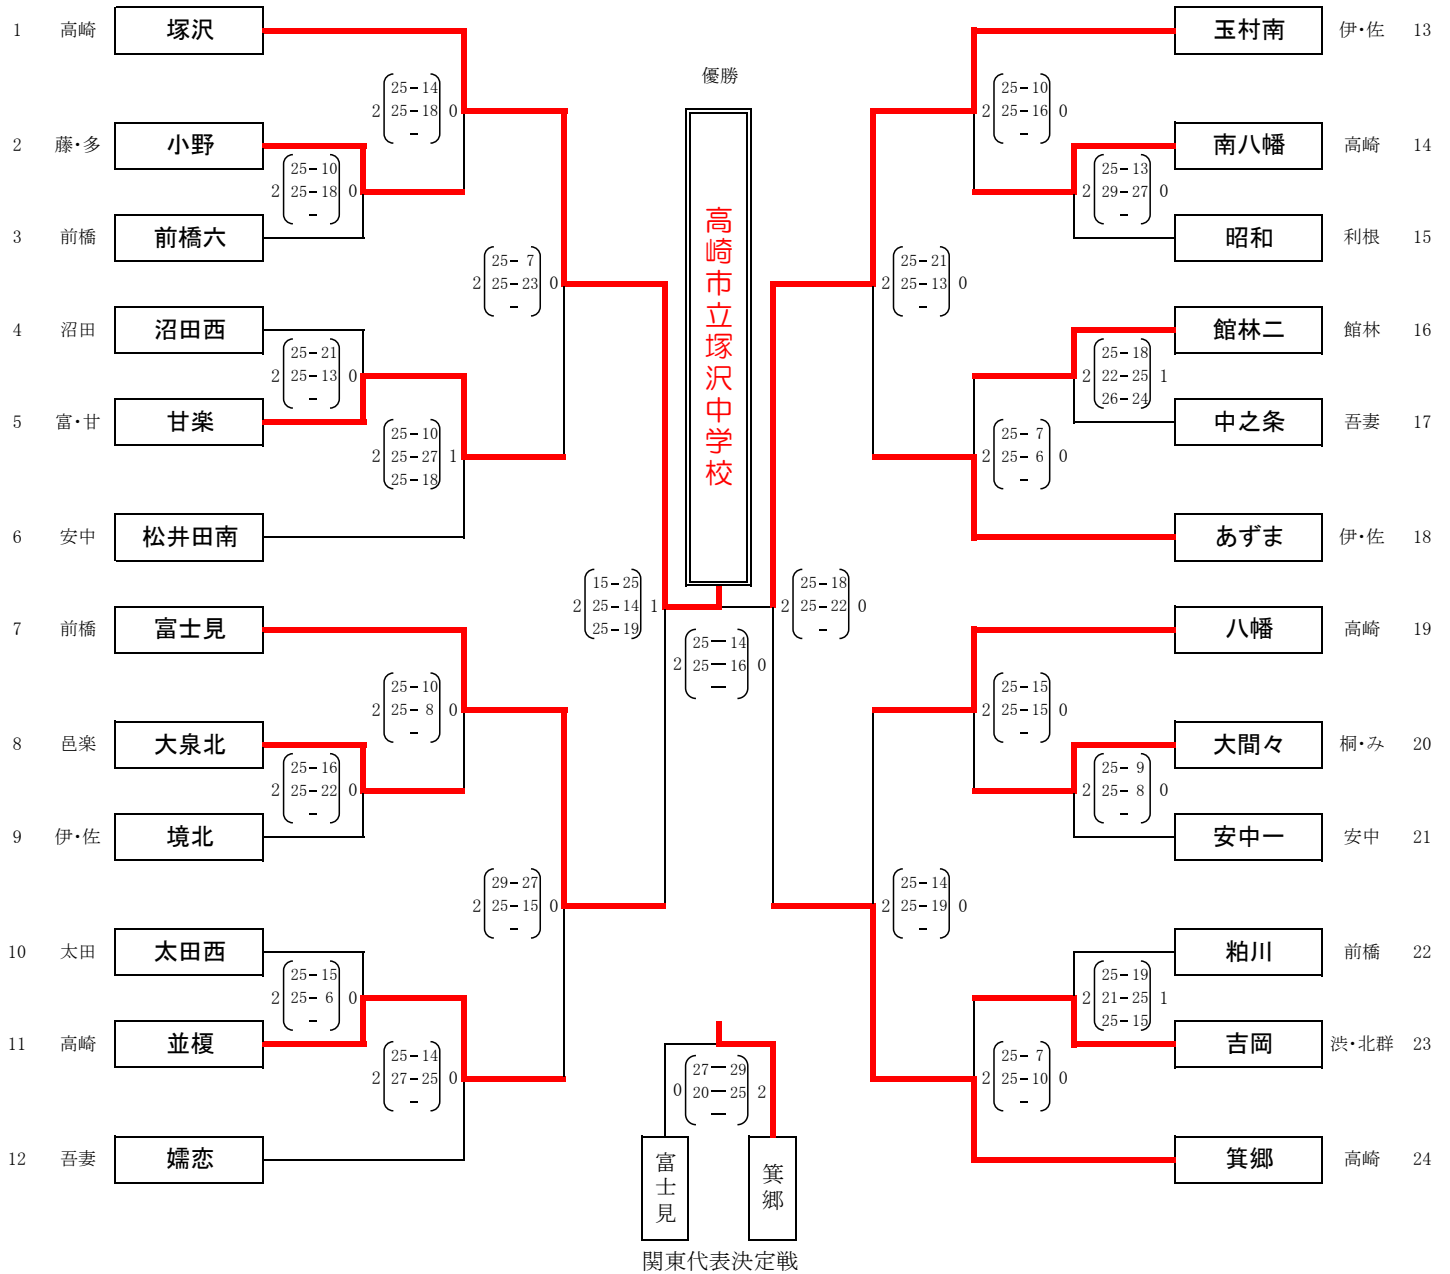 1 高崎 塚沢
2 藤・多 小野
3 前橋 前橋六
4 沼田 沼田西
5 富・甘 甘楽
6 安中 松井田南
7 前橋 富士見
8 邑楽 大泉北
9 伊・佐 境北
10 太田 太田西
11 高崎 並榎
12 吾妻 嬬恋
25-14
2 25-18 0
-
25-10
2 25-18 0
-
25-21
2 25-13 0
-
25-10
2 25-27 1
25-18
25-7
2 25-23 0
-
25-10
2 25-8 0
-
25-16
2 25-22 0
-
25-15
2 25-6 0
-
25-14
2 27-25 0
-
29-27
2 25-15 0
-
15-25
2 25-14 1
25-19
優勝
高崎市立塚沢中学校
25-14
2 25-16 0
-
25-18
2 25-22 0
-
25-10
2 25-16 0
-
25-13
2 29-27 0
-
25-21
2 25-13 0
-
25-18
2 22-25 1
26-24
25-7
2 25-6 0
-
25-15
2 25-15 0
-
25-9
2 25-8 0
-
25-14
2 25-19 0
-
25-19
2 21-25 1
25-15
25-7
2 25-10 0
-
玉村南 伊・佐 13
南八幡 高崎 14
昭和 利根 15
館林二 館林 16
中之条 吾妻 17
あずま 伊・佐 18
八幡 高崎 19
大間々 桐・み 20
安中一 安中 21
粕川 前橋 22
吉岡 渋・北群 23
箕郷 高崎 24
27-29
0 20-25 2
-
富士見
箕郷
関東代表決定戦